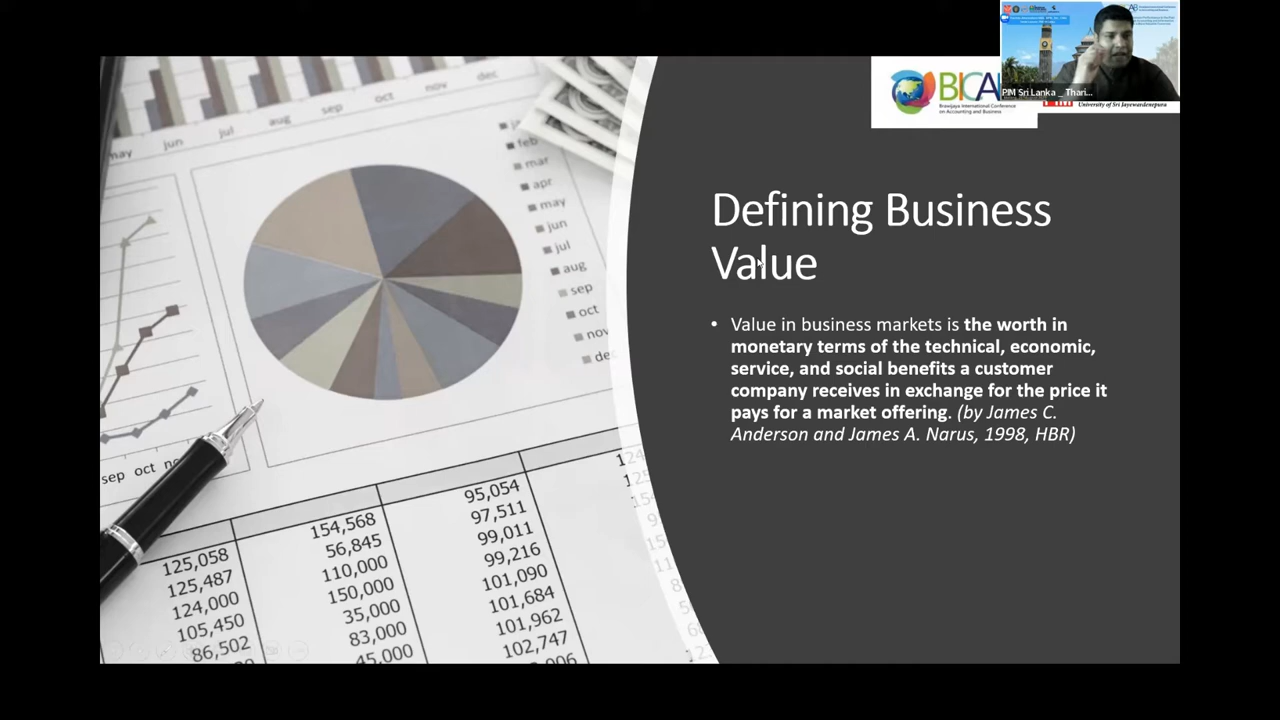 PIM Sri Lanka _ Thari...
BICA
Brawijaya International Conference
on Accounting and Business
University of Sri Jayewardenepura
Defining Business
Value
• Value in business markets is the worth in
monetary terms of the technical, economic,
service, and social benefits a customer
company receives in exchange for the price it
pays for a market offering. (by James C.
Anderson and James A. Narus, 1998, HBR)
may jun jul aug sep oct nov dec
feb
mar
apr
may
jun
jul
aug
sep
oct
nov
dec
sep oct
125,058 154,568 95,054
125,487 56,845 97,511
124,000 110,000 99,011
105,450 150,000 99,216
86,502 35,000 101,090
83,000 101,684
45,000 101,962
102,747